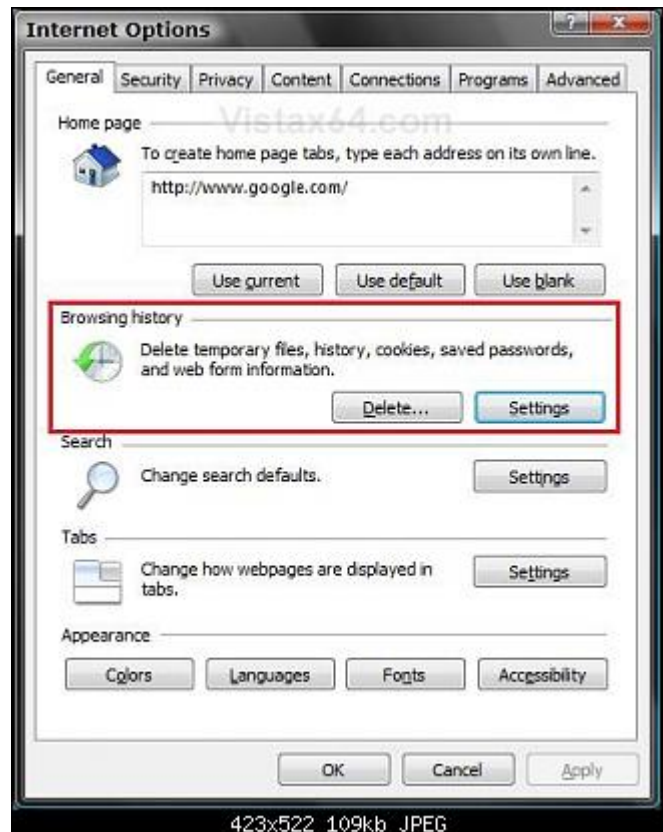 Internet Options
?
General Security Privacy Content Connections Programs Advanced
Vistax64.com
Home page
To create home page tabs, type each address on its own line.
http://www.google.com/
Use current Use default Use blank
Browsing history
Delete temporary files, history, cookies, saved passwords,
and web form information.
Delete... Settings
Search
Change search defaults.
Settings
Tabs
Change how webpages are displayed in
tabs.
Settings
Appearance
Colors Languages Fonts Accessibility
OK Cancel Apply
423x522 109kb JPEG